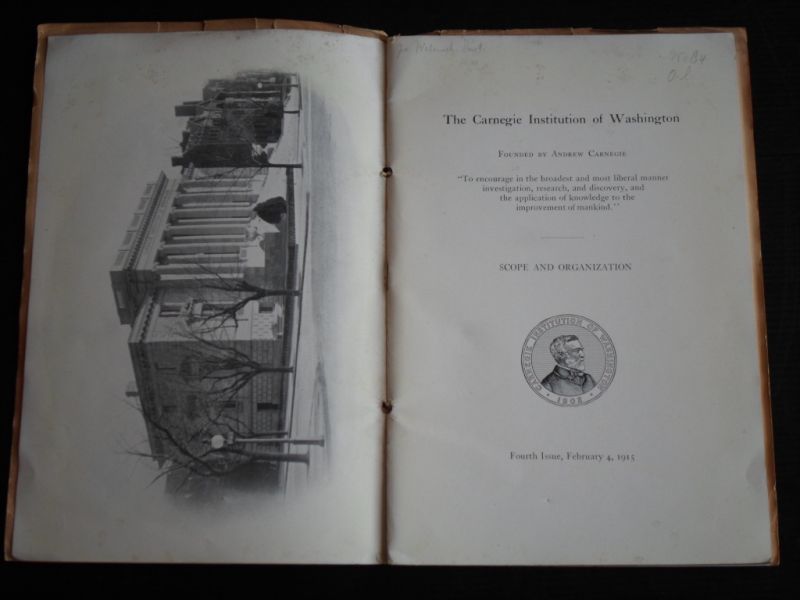 The Carnegie Institution of Washington
Founded by Andrew Carnegie
"To encourage in the broadest and most liberal manner
investigation, research, and discovery, and
the application of knowledge to the
improvement of mankind."
SCOPE AND ORGANIZATION
CARNEGIE INSTITUTION OF WASHINGTON
1902
Fourth Issue, February 4, 1915